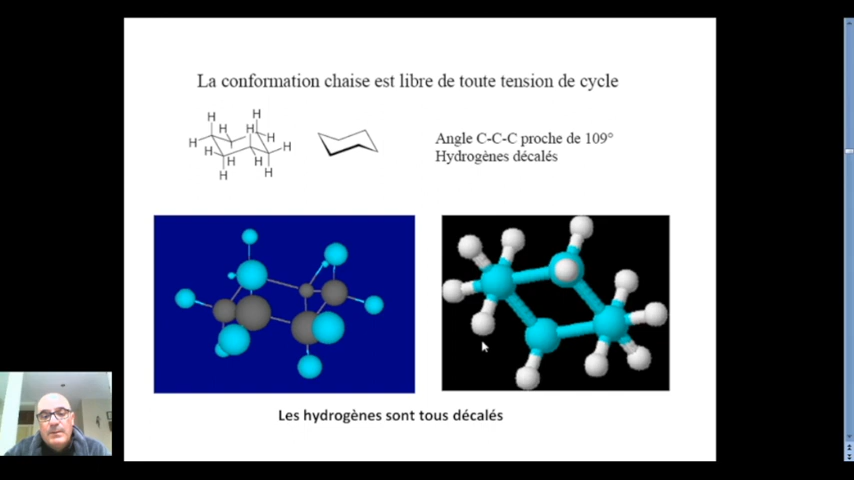 La conformation chaise est libre de toute tension de cycle
H H
H H
H H
H H
H H
H H
Angle C-C-C proche de 109°
Hydrogènes décalés
Les hydrogènes sont tous décalés